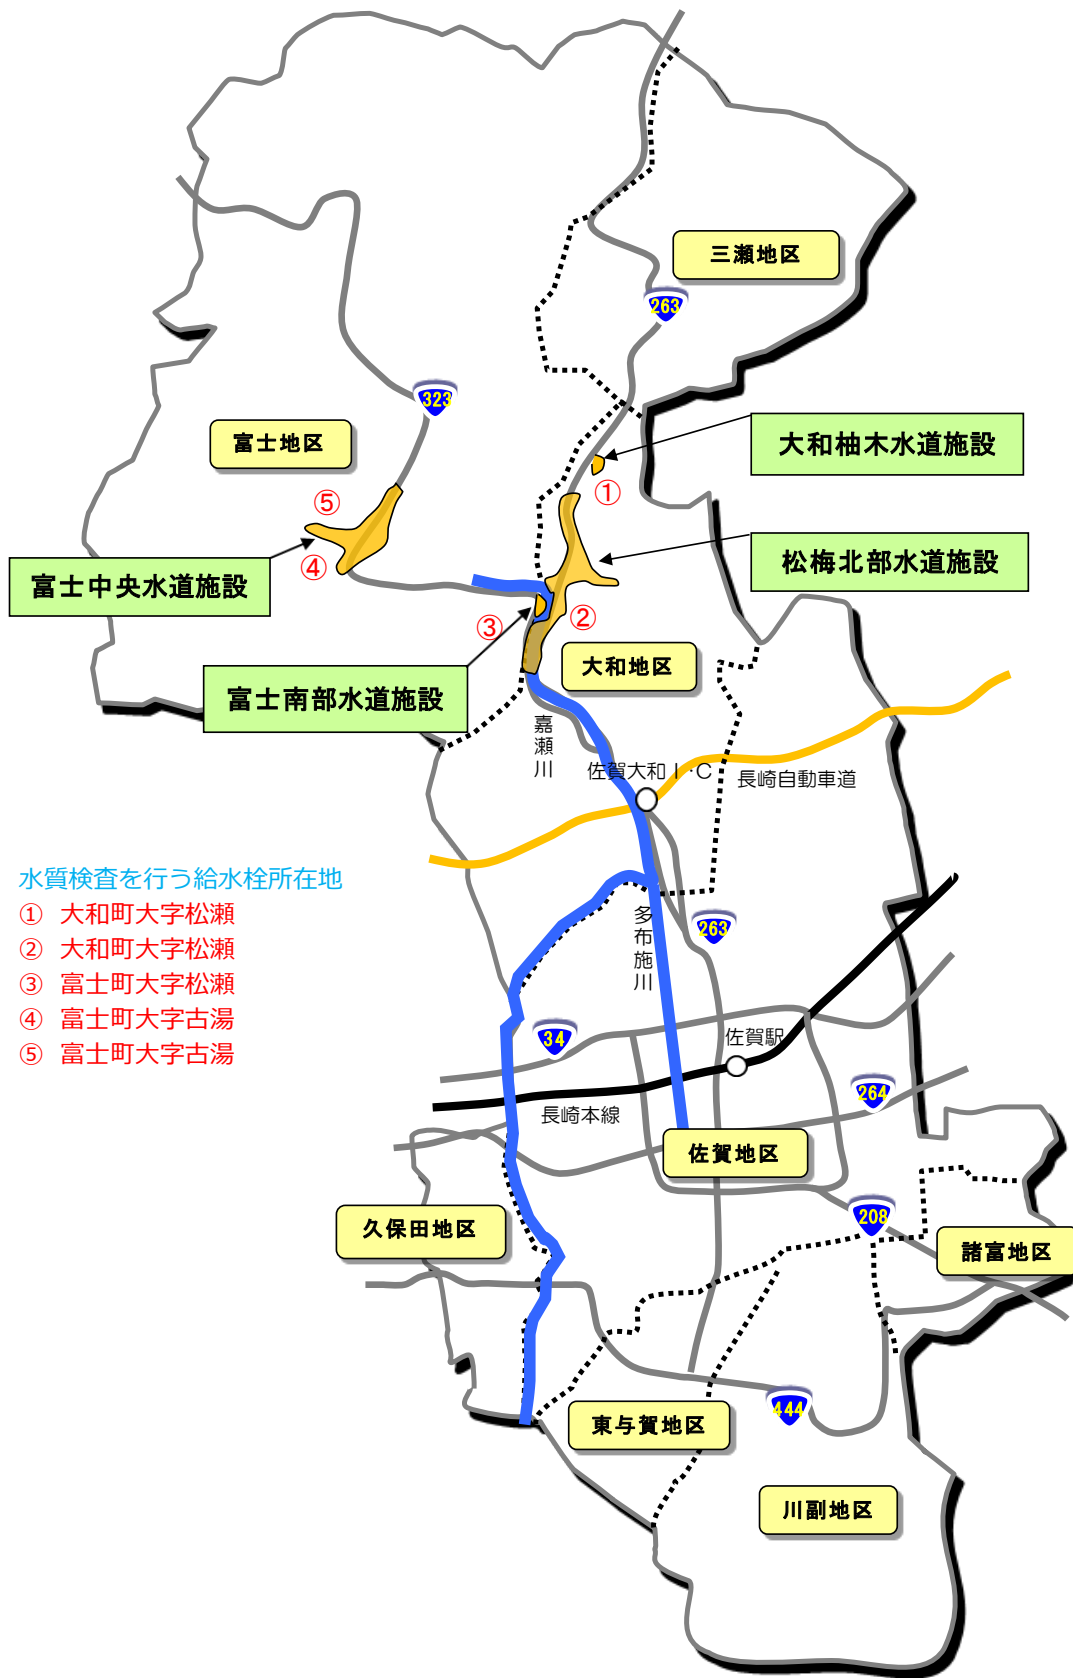 三瀬地区
263
323
大和柚木水道施設
富士地区
⑤
①
④
富士中央水道施設
松梅北部水道施設
③
②
大和地区
富士南部水道施設
嘉瀬川
佐賀大和Ｉ・Ｃ
長崎自動車道
水質検査を行う給水栓所在地
① 大和町大字松瀬
② 大和町大字松瀬
③ 富士町大字松瀬
④ 富士町大字古湯
⑤ 富士町大字古湯
多布施川
263
34
佐賀駅
264
長崎本線
佐賀地区
久保田地区
208
諸富地区
444
東与賀地区
川副地区